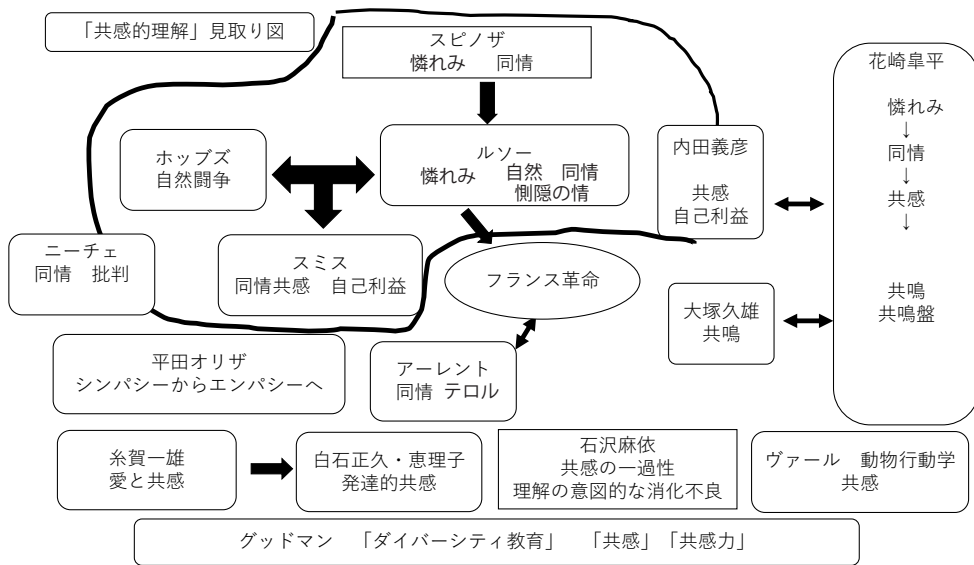 「共感的理解」見取り図
スピノザ
憐れみ 同情
花崎皐平
憐れみ
↓
同情
↓
共感
↓
共鳴
共鳴盤
ホッブズ
自然闘争
ルソー
憐れみ 自然 同情
惻隠の情
内田義彦
共感
自己利益
ニーチェ
同情 批判
スミス
同情共感 自己利益
フランス革命
大塚久雄
共鳴
平田オリザ
シンパシーからエンパシーへ
アーレント
同情 テロル
糸賀一雄
愛と共感
白石正久・恵理子
発達的共感
石沢麻依
共感の一過性
理解の意図的な消化不良
ヴァール 動物行動学
共感
グッドマン 「ダイバーシティ教育」 「共感」「共感力」